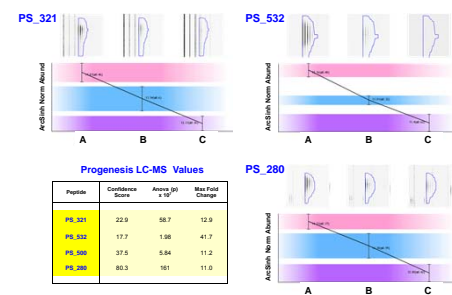 PS_321
PS_532
ArcSinh Norm Abund
A B C
ArcSinh Norm Abund
A B C
Progenesis LC-MS Values
Peptide Confidence Score Anova (p) x 10⁷ Max Fold Change
PS_321 22.9 58.7 12.9
PS_532 17.7 1.98 41.7
PS_500 37.5 5.84 11.2
PS_280 80.3 161 11.0
PS_280
ArcSinh Norm Abund
A B C